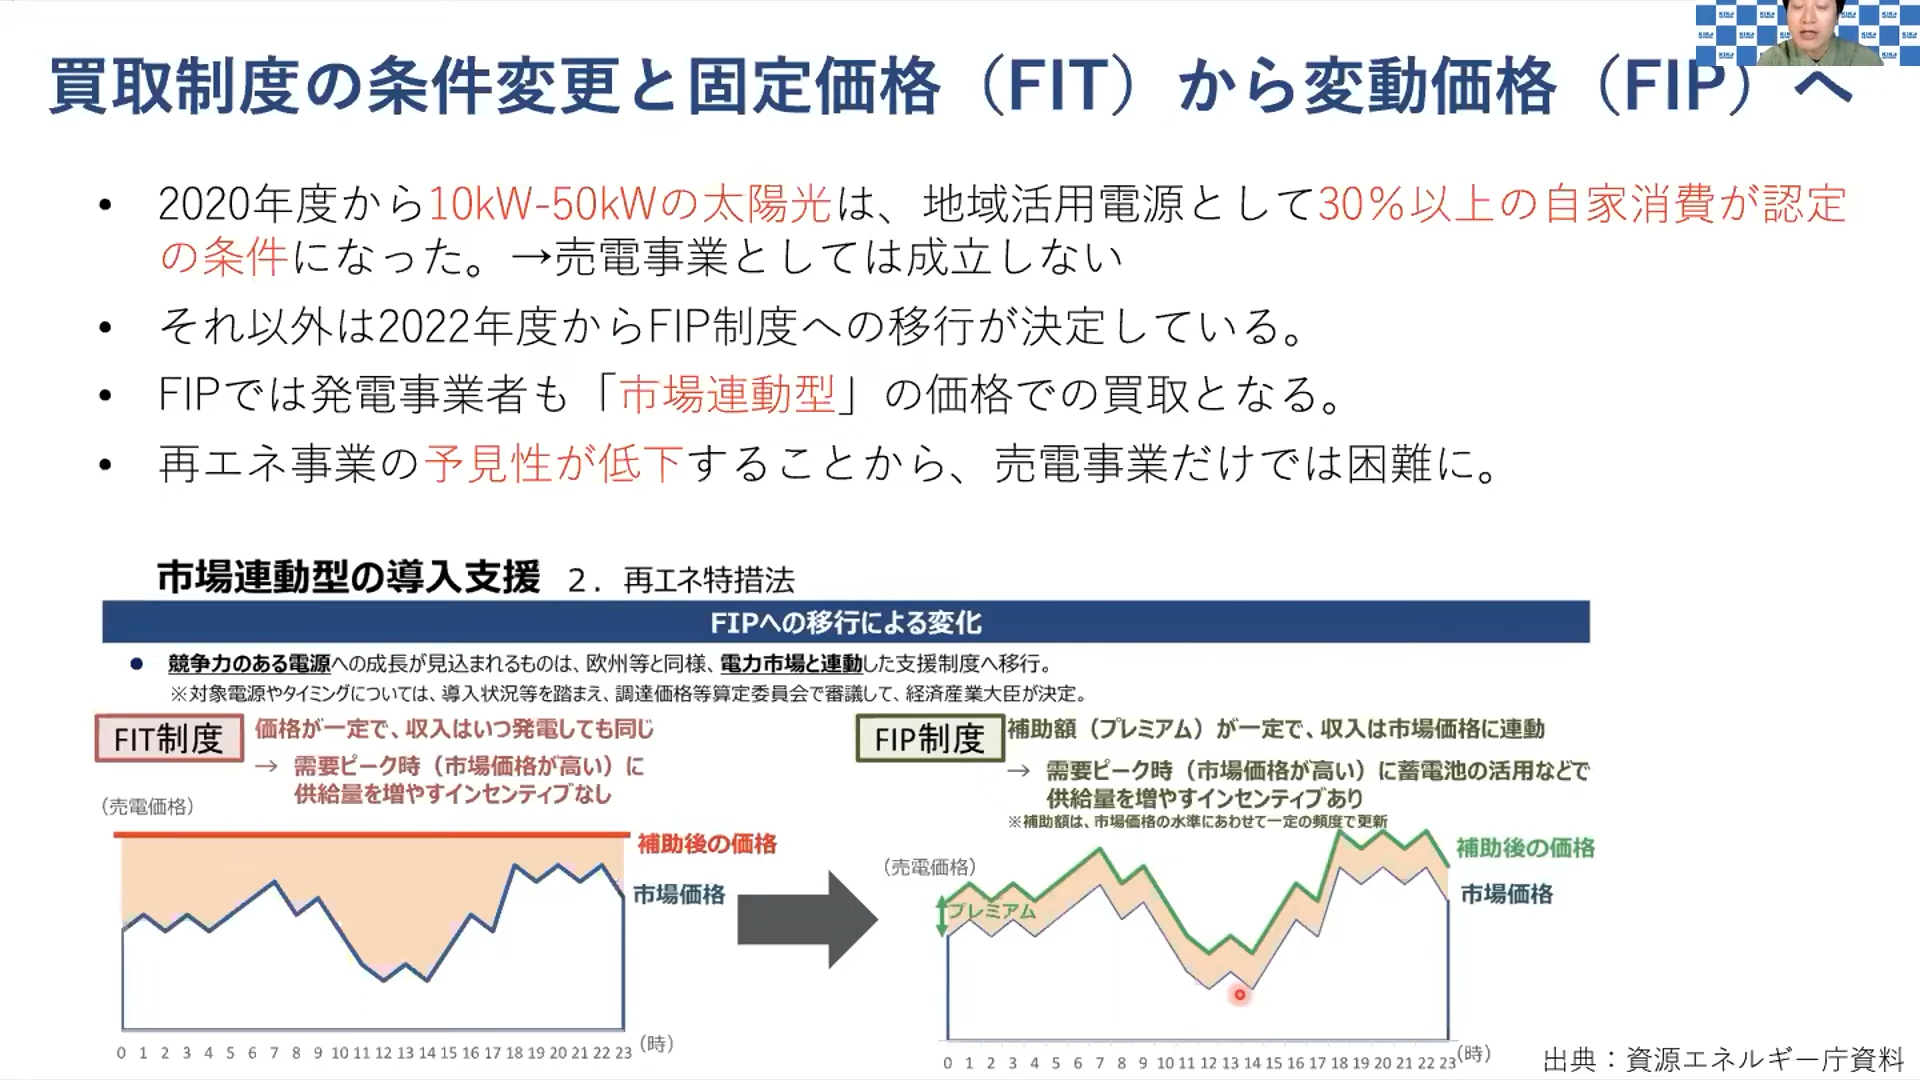 買取制度の条件変更と固定価格（FIT）から変動価格（FIP）へ
• 2020年度から10kW-50kWの太陽光は、地域活用電源として30％以上の自家消費が認定
の条件になった。→売電事業としては成立しない
• それ以外は2022年度からFIP制度への移行が決定している。
• FIPでは発電事業者も「市場連動型」の価格での買取となる。
• 再エネ事業の予見性が低下することから、売電事業だけでは困難に。
市場連動型の導入支援 ２．再エネ特措法
FIPへの移行による変化
● 競争力のある電源への成長が見込まれるものは、欧州等と同様、電力市場と連動した支援制度へ移行。
※対象電源やタイミングについては、導入状況等を踏まえ、調達価格等算定委員会で審議して、経済産業大臣が決定。
FIT制度
価格が一定で、収入はいつ発電しても同じ
→ 需要ピーク時（市場価格が高い）に
供給量を増やすインセンティブなし
（売電価格）
補助後の価格
市場価格
0 1 2 3 4 5 6 7 8 9 10 11 12 13 14 15 16 17 18 19 20 21 22 23 （時）
FIP制度
補助額（プレミアム）が一定で、収入は市場価格に連動
→ 需要ピーク時（市場価格が高い）に蓄電池の活用などで
供給量を増やすインセンティブあり
※補助額は、市場価格の水準にあわせて一定の頻度で更新
（売電価格）
補助後の価格
市場価格
プレミアム
0 1 2 3 4 5 6 7 8 9 10 11 12 13 14 15 16 17 18 19 20 21 22 23 （時）
出典：資源エネルギー庁資料